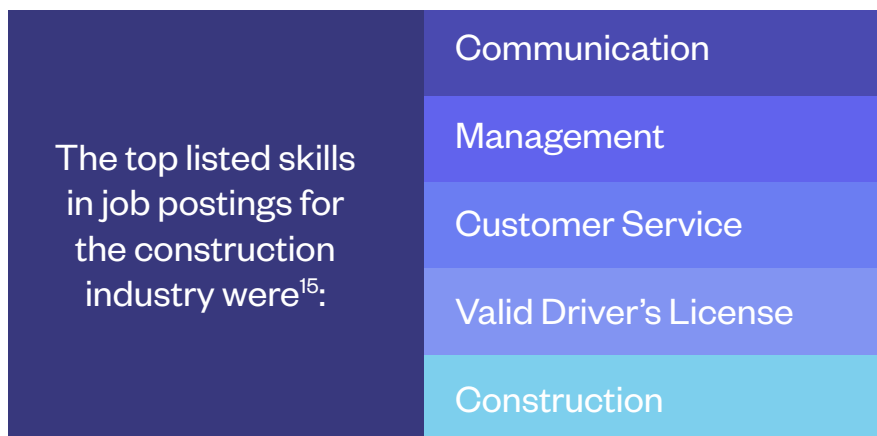 The top listed skills
in job postings for
the construction
industry were15:
Communication
Management
Customer Service
Valid Driver’s License
Construction